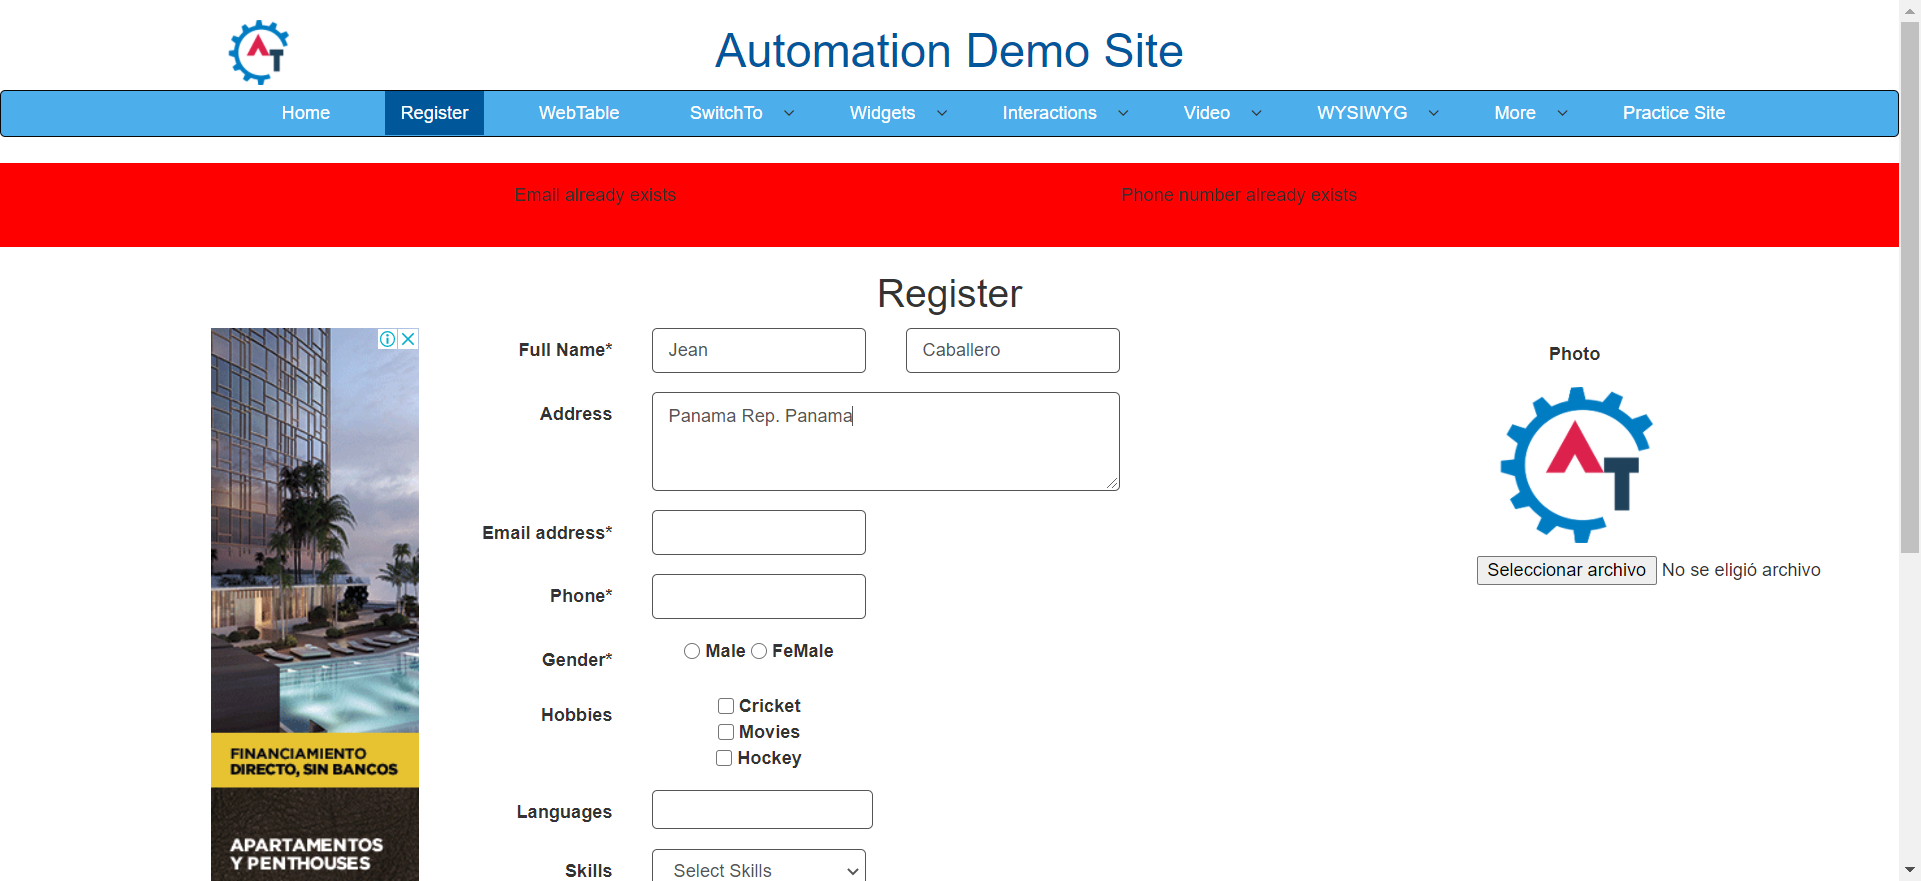 AT
Automation Demo Site
Home Register WebTable SwitchTo Widgets Interactions Video WYSIWYG More Practice Site
Email already exists Phone number already exists
Register
Full Name* Jean Caballero
Photo
Address Panama Rep. Panama
AT
Email address*
Seleccionar archivo No se eligió archivo
Phone*
Gender* Male FeMale
Hobbies Cricket
Movies
Hockey
FINANCIAMIENTO
DIRECTO, SIN BANCOS
Languages
APARTAMENTOS
Y PENTHOUSES
Skills Select Skills